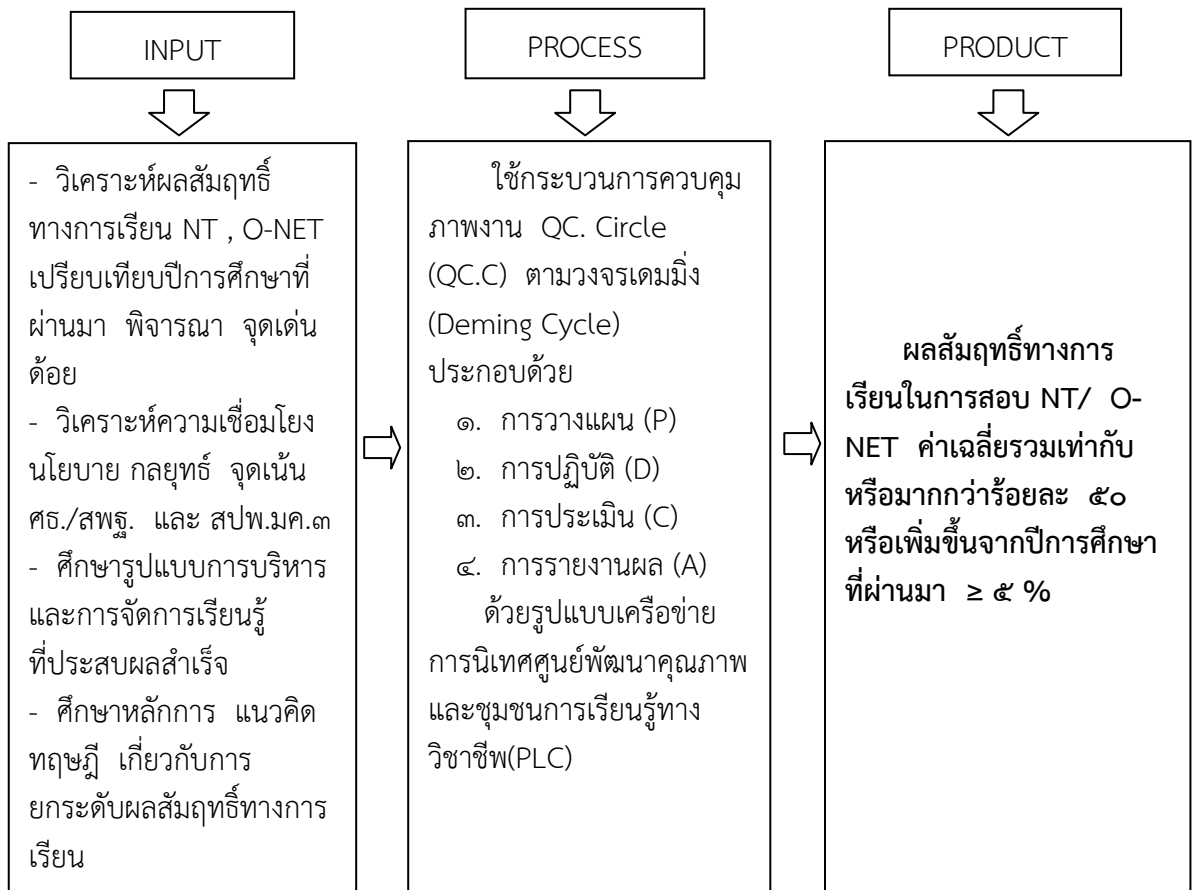 INPUT
PROCESS
PRODUCT
- วิเคราะห์ผลสัมฤทธิ์
ทางการเรียน NT , O-NET
เปรียบเทียบปีการศึกษาที่
ผ่านมา พิจารณา จุดเด่น
ด้อย
- วิเคราะห์ความเชื่อมโยง
นโยบาย กลยุทธ์ จุดเน้น
ศธ./สพฐ. และ สปพ.มค.๓
- ศึกษารูปแบบการบริหาร
และการจัดการเรียนรู้
ที่ประสบผลสำเร็จ
- ศึกษาหลักการ แนวคิด
ทฤษฎี เกี่ยวกับการ
ยกระดับผลสัมฤทธิ์ทางการ
เรียน
ใช้กระบวนการควบคุม
ภาพงาน QC. Circle
(QC.C) ตามวงจรเดมมิ่ง
(Deming Cycle)
ประกอบด้วย
๑. การวางแผน (P)
๒. การปฏิบัติ (D)
๓. การประเมิน (C)
๔. การรายงานผล (A)
ด้วยรูปแบบเครือข่าย
การนิเทศศูนย์พัฒนาคุณภาพ
และชุมชนการเรียนรู้ทาง
วิชาชีพ(PLC)
ผลสัมฤทธิ์ทางการ
เรียนในการสอบ NT/ O-
NET ค่าเฉลี่ยรวมเท่ากับ
หรือมากกว่าร้อยละ ๕๐
หรือเพิ่มขึ้นจากปีการศึกษา
ที่ผ่านมา ≥ ๕ %